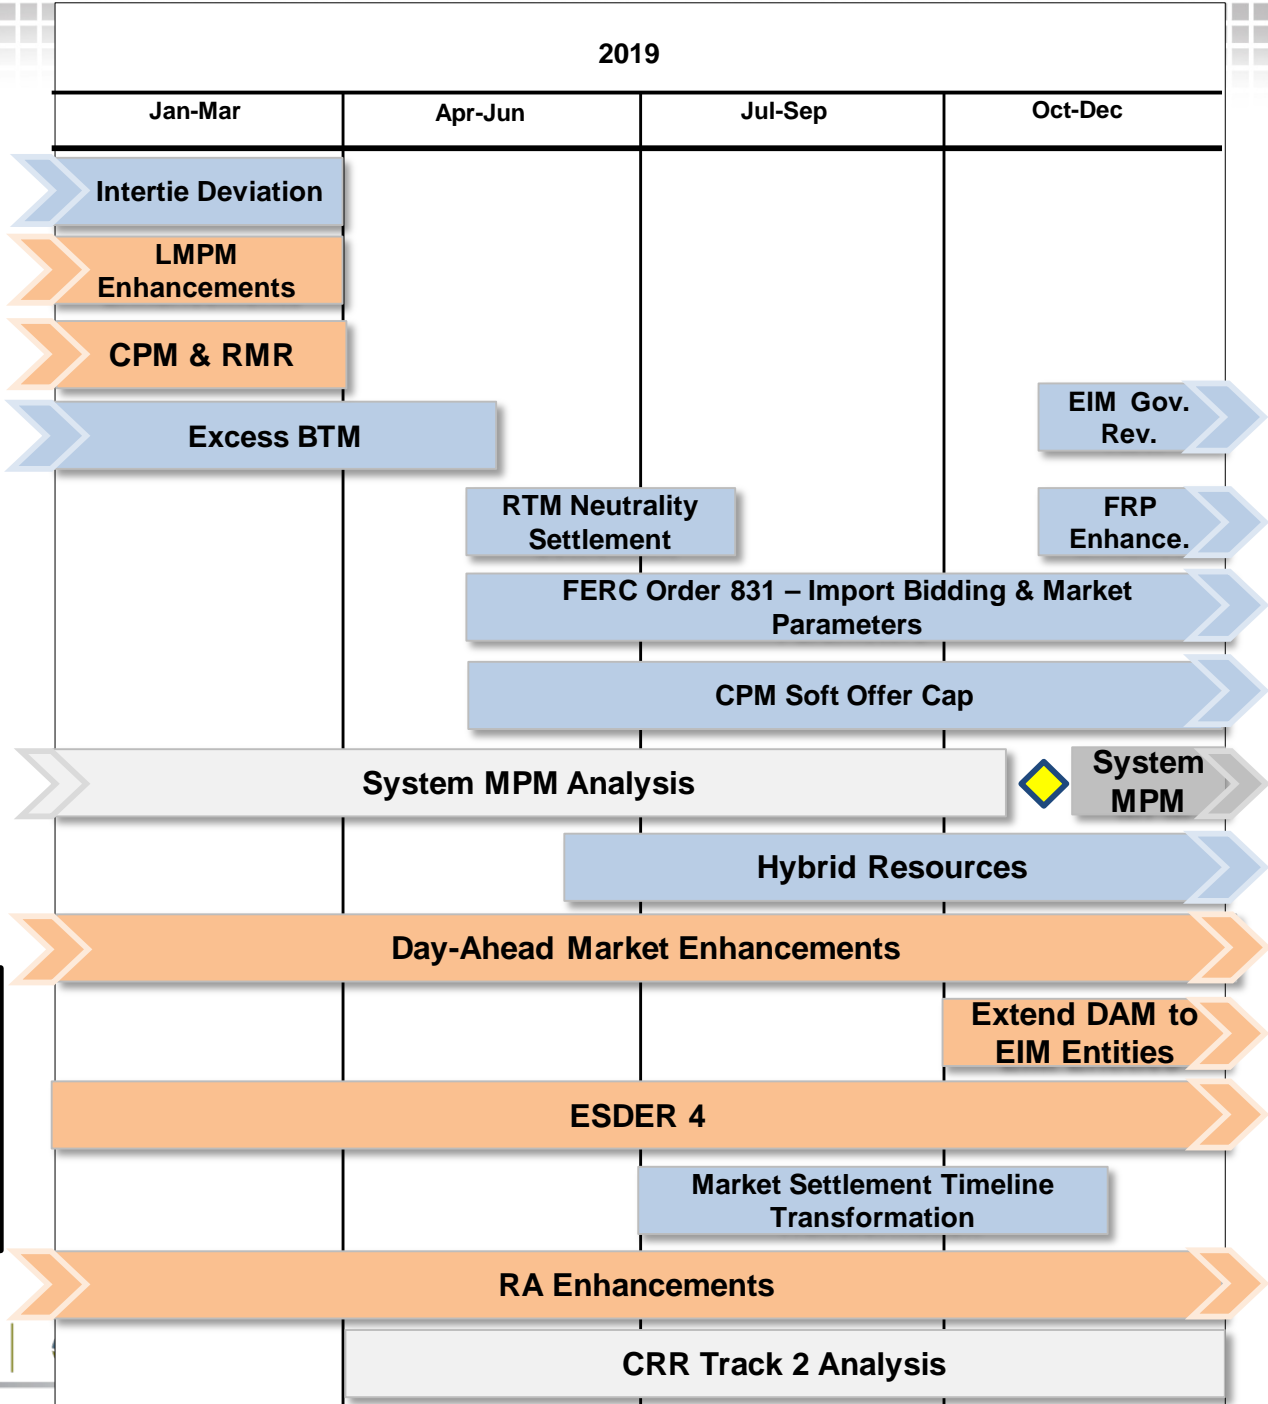 2019
Jan-Mar
Apr-Jun
Jul-Sep
Oct-Dec
Intertie Deviation
LMPM
Enhancements
CPM & RMR
EIM Gov.
Rev.
Excess BTM
RTM Neutrality
Settlement
FRP
Enhance.
FERC Order 831 – Import Bidding & Market
Parameters
CPM Soft Offer Cap
System MPM Analysis
System
MPM
Hybrid Resources
Day-Ahead Market Enhancements
Extend DAM to
EIM Entities
ESDER 4
Market Settlement Timeline
Transformation
RA Enhancements
CRR Track 2 Analysis